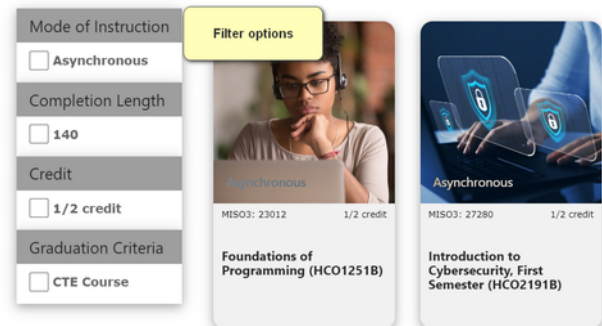 Mode of Instruction
Asynchronous
Completion Length
140
Credit
1/2 credit
Graduation Criteria
CTE Course
Filter options
Asynchronous
MISO3: 23012 1/2 credit
Foundations of
Programming (HCO1251B)
Asynchronous
MISO3: 27280 1/2 credit
Introduction to
Cybersecurity, First
Semester (HCO2191B)